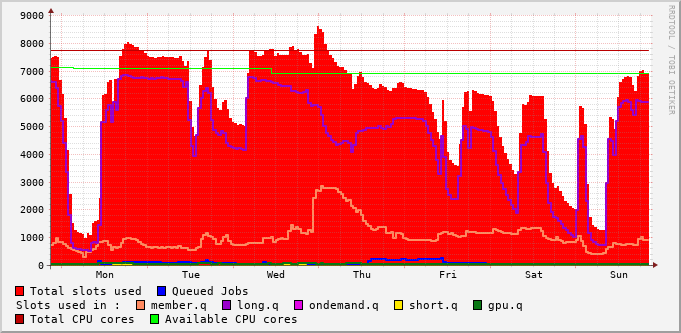 RRDTOOL / TOBI OETIKER
9000
8000
7000
6000
5000
4000
3000
2000
1000
0
Mon Tue Wed Thu Fri Sat Sun
Total slots used Queued Jobs
Slots used in : member.q long.q ondemand.q short.q gpu.q
Total CPU cores Available CPU cores